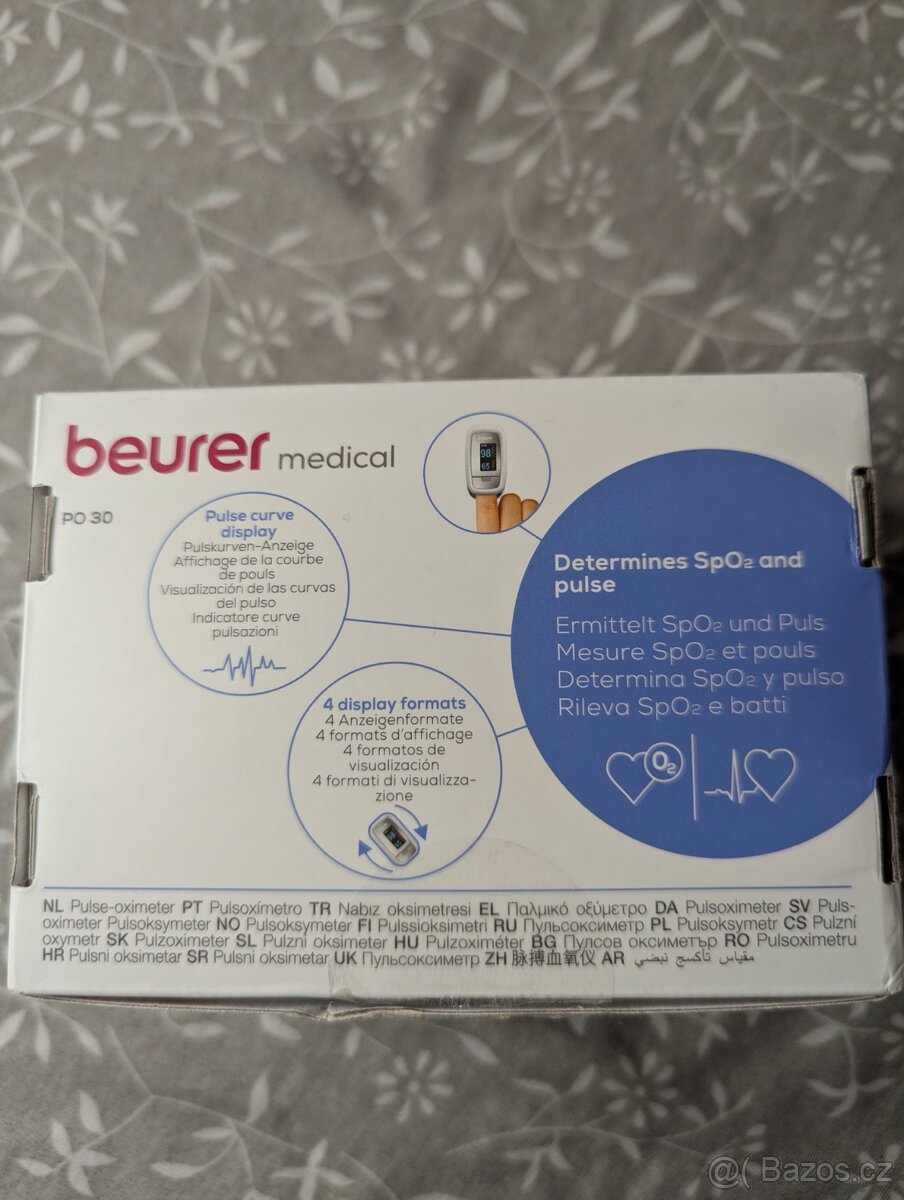 beurer medical
PO 30
Pulse curve
display
Pulskurven-Anzeige
Affichage de la courbe
de pouls
Visualización de las curvas
del pulso
Indicatore curve
pulsazioni
beurer
98
65
Determines SpO₂ and
pulse
Ermittelt SpO₂ und Puls
Mesure SpO₂ et pouls
Determina SpO₂ y pulso
Rileva SpO₂ e batti
O₂
4 display formats
4 Anzeigenformate
4 formats d'affichage
4 formatos de
visualización
4 formati di visualizza-
zione
NL Pulse-oximeter PT Pulsoxímetro TR Nabız oksimetresi EL Παλμικό οξύμετρο DA Pulsoximeter SV Puls-
oximeter Pulsoksymeter NO Pulsoksymeter FI Pulssioksimetri RU Пульсоксиметр PL Pulsoksymetr CS Pulzní
oxymetr SK Pulzoximeter SL Pulzni oksimeter HU Pulzoximéter BG Пулсов оксиметър RO Pulsoximetru
HR Pulsni oksimetar SR Pulsni oksimetar UK Пульсоксиметр ZH 脉搏血氧仪 AR مقياس تأكسج نبضي
@( Bazos.cz